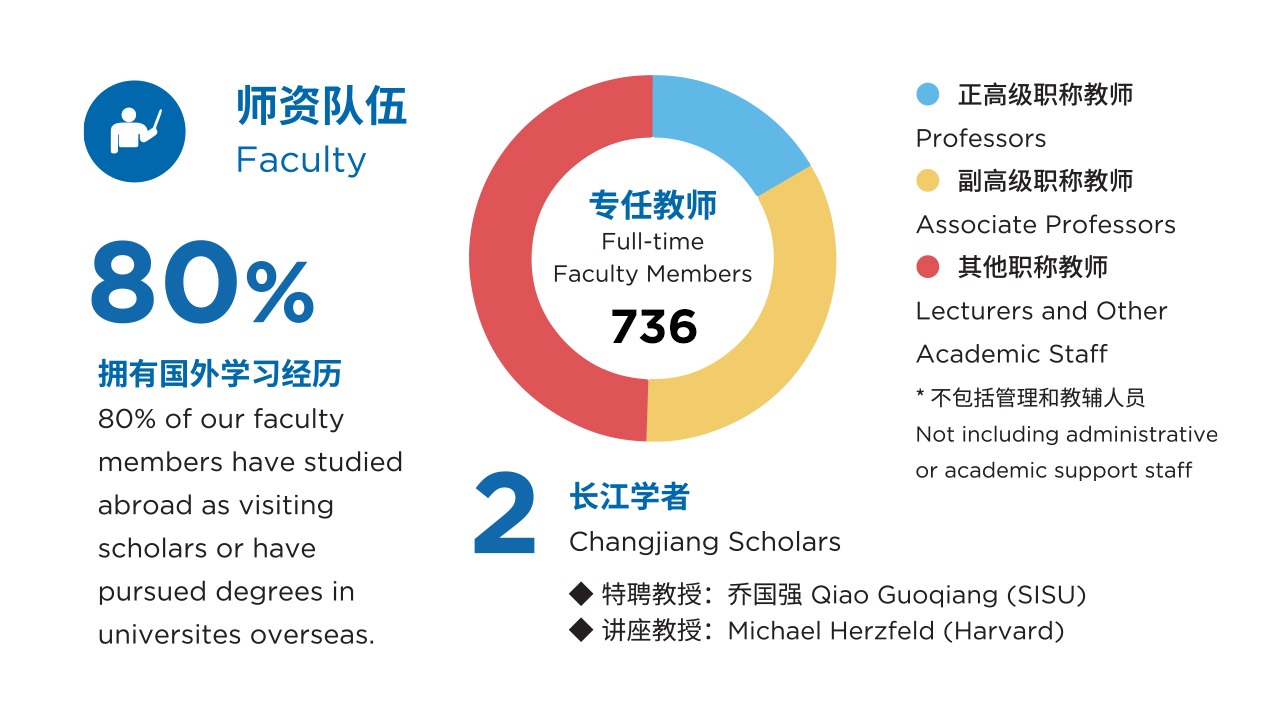 师资队伍
Faculty
80%
拥有国外学习经历
80% of our faculty
members have studied
abroad as visiting
scholars or have
pursued degrees in
universites overseas.
专任教师
Full-time
Faculty Members
736
2
长江学者
Changjiang Scholars
◆ 特聘教授：乔国强 Qiao Guoqiang (SISU)
◆ 讲座教授：Michael Herzfeld (Harvard)
正高级职称教师
Professors
副高级职称教师
Associate Professors
其他职称教师
Lecturers and Other
Academic Staff
* 不包括管理和教辅人员
Not including administrative
or academic support staff